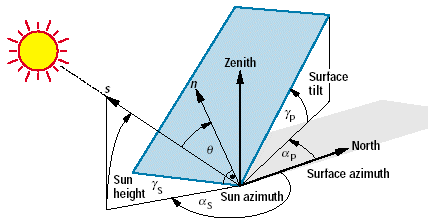 Zenith
s
n
Surface
tilt
γP
θ
αP
North
Sun
height
γS
αS
Sun azimuth
Surface azimuth